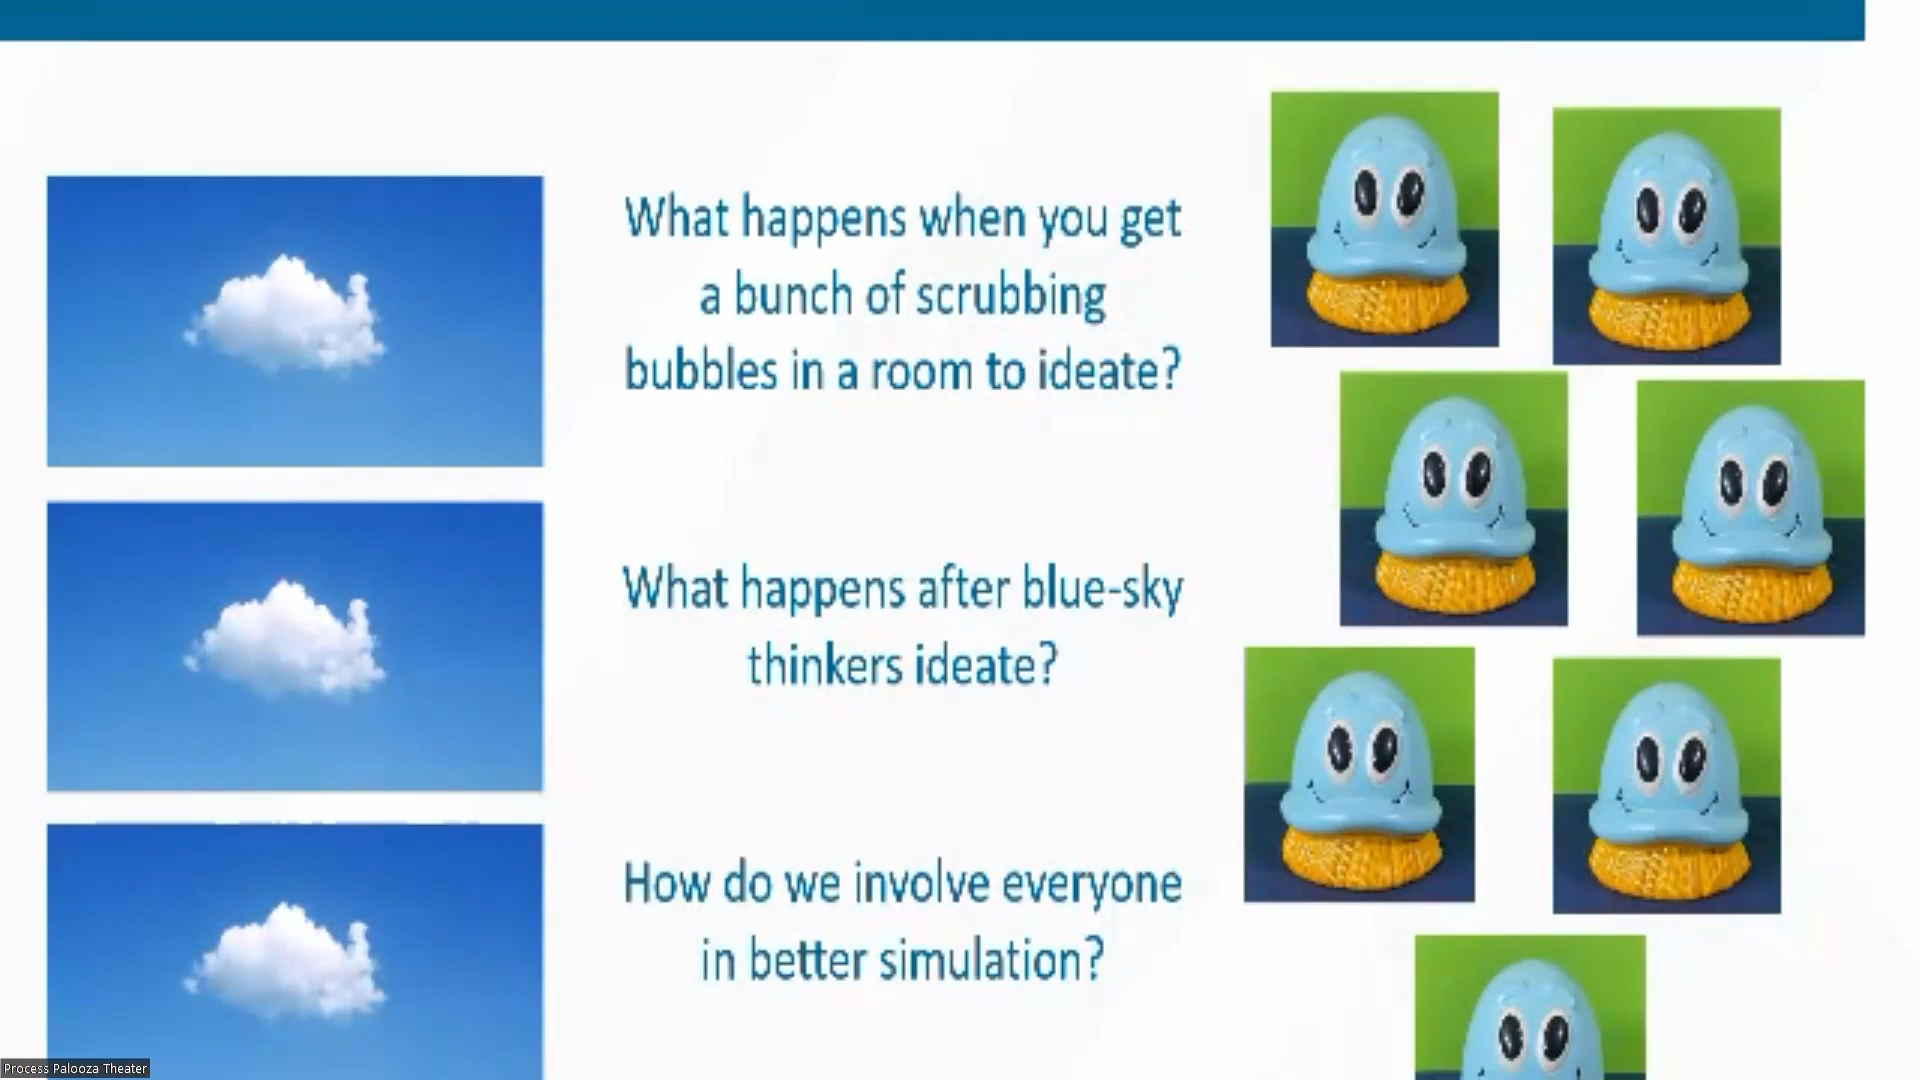 What happens when you get
a bunch of scrubbing
bubbles in a room to ideate?
What happens after blue-sky
thinkers ideate?
How do we involve everyone
in better simulation?
Process Palooza Theater